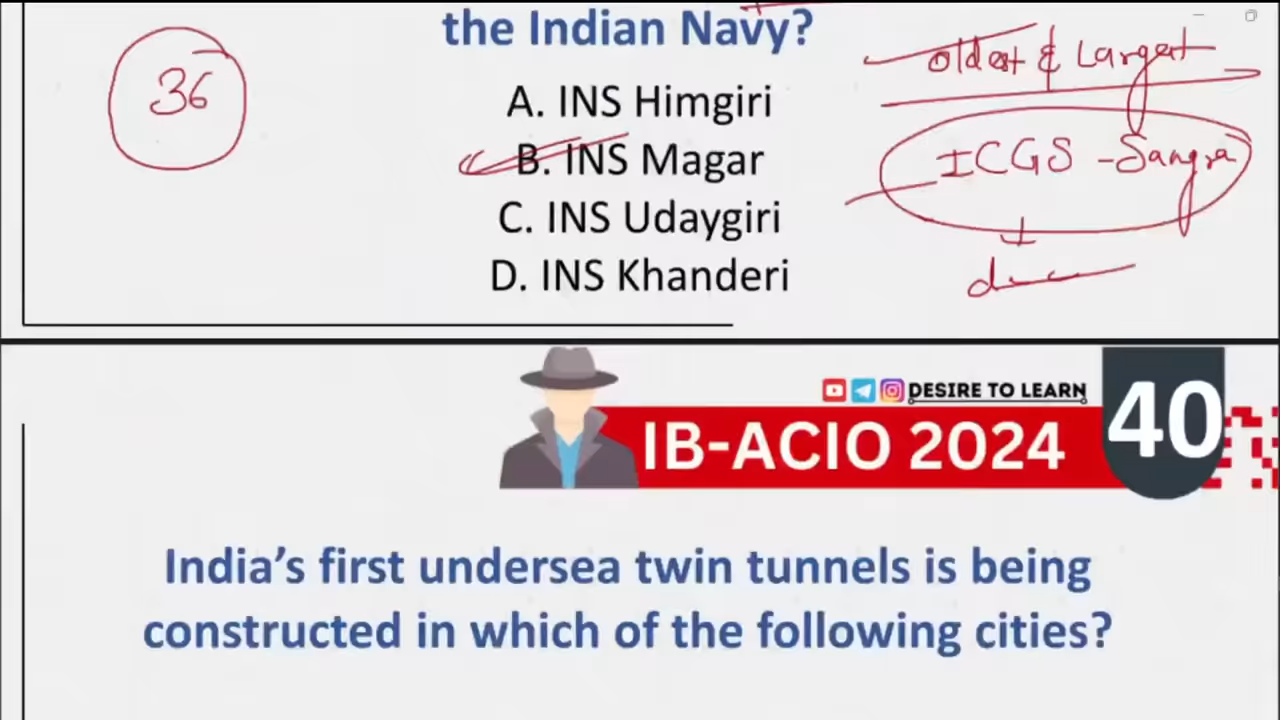 the Indian Navy?
36
oldest & Largest
A. INS Himgiri
ICGS - Sangra
B. INS Magar
C. INS Udaygiri
D. INS Khanderi
DESIRE TO LEARN
40
IB-ACIO 2024
India's first undersea twin tunnels is being
constructed in which of the following cities?